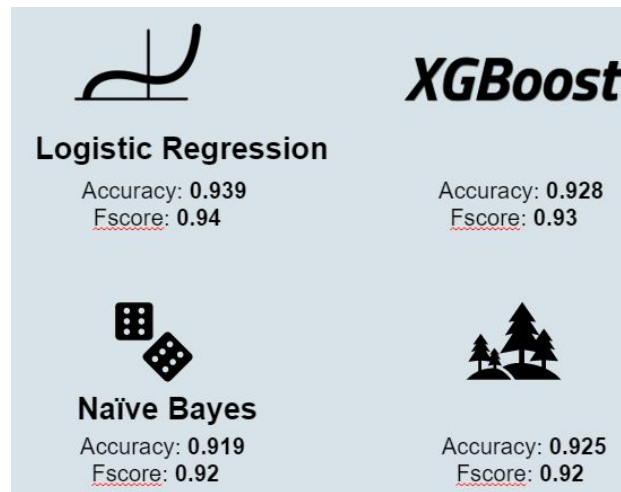 XGBoost
Logistic Regression
Accuracy: 0.939
Fscore: 0.94
Accuracy: 0.928
Fscore: 0.93
Naïve Bayes
Accuracy: 0.919
Fscore: 0.92
Accuracy: 0.925
Fscore: 0.92